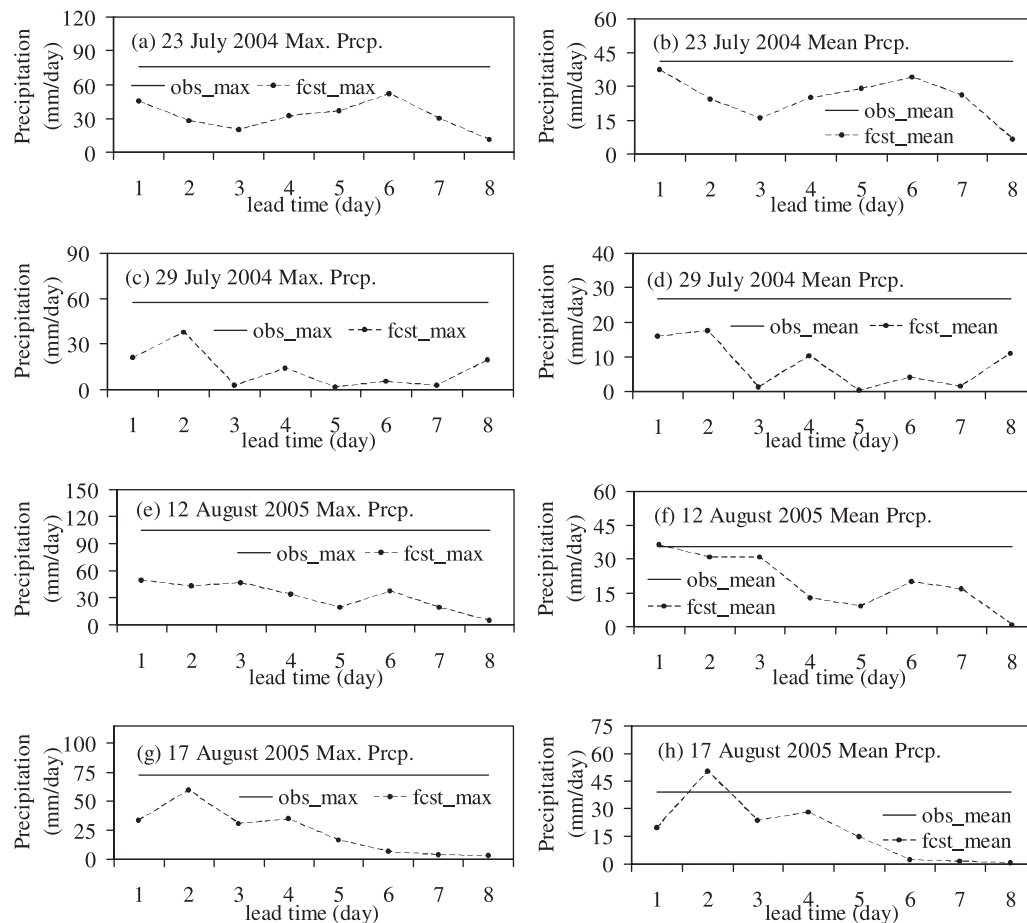 Precipitation
(mm/day)
120
90
60
30
0
(a) 23 July 2004 Max. Prcp.
obs_max fcst_max
1 2 3 4 5 6 7 8
lead time (day)
Precipitation
(mm/day)
60
45
30
15
0
(b) 23 July 2004 Mean Prcp.
obs_mean
fcst_mean
1 2 3 4 5 6 7 8
lead time (day)
Precipitation
(mm/day)
90
60
30
0
(c) 29 July 2004 Max. Prcp.
obs_max fcst_max
1 2 3 4 5 6 7 8
lead time (day)
Precipitation
(mm/day)
40
30
20
10
0
(d) 29 July 2004 Mean Prcp.
obs_mean fcst_mean
1 2 3 4 5 6 7 8
lead time (day)
Precipitation
(mm/day)
150
120
90
60
30
0
(e) 12 August 2005 Max. Prcp.
obs_max fcst_max
1 2 3 4 5 6 7 8
lead time (day)
Precipitation
(mm/day)
60
45
30
15
0
(f) 12 August 2005 Mean Prcp.
obs_mean
fcst_mean
1 2 3 4 5 6 7 8
lead time (day)
Precipitation
(mm/day)
100
75
50
25
0
(g) 17 August 2005 Max. Prcp.
obs_max fcst_max
1 2 3 4 5 6 7 8
lead time (day)
Precipitation
(mm/day)
75
60
45
30
15
0
(h) 17 August 2005 Mean Prcp.
obs_mean
fcst_mean
1 2 3 4 5 6 7 8
lead time (day)